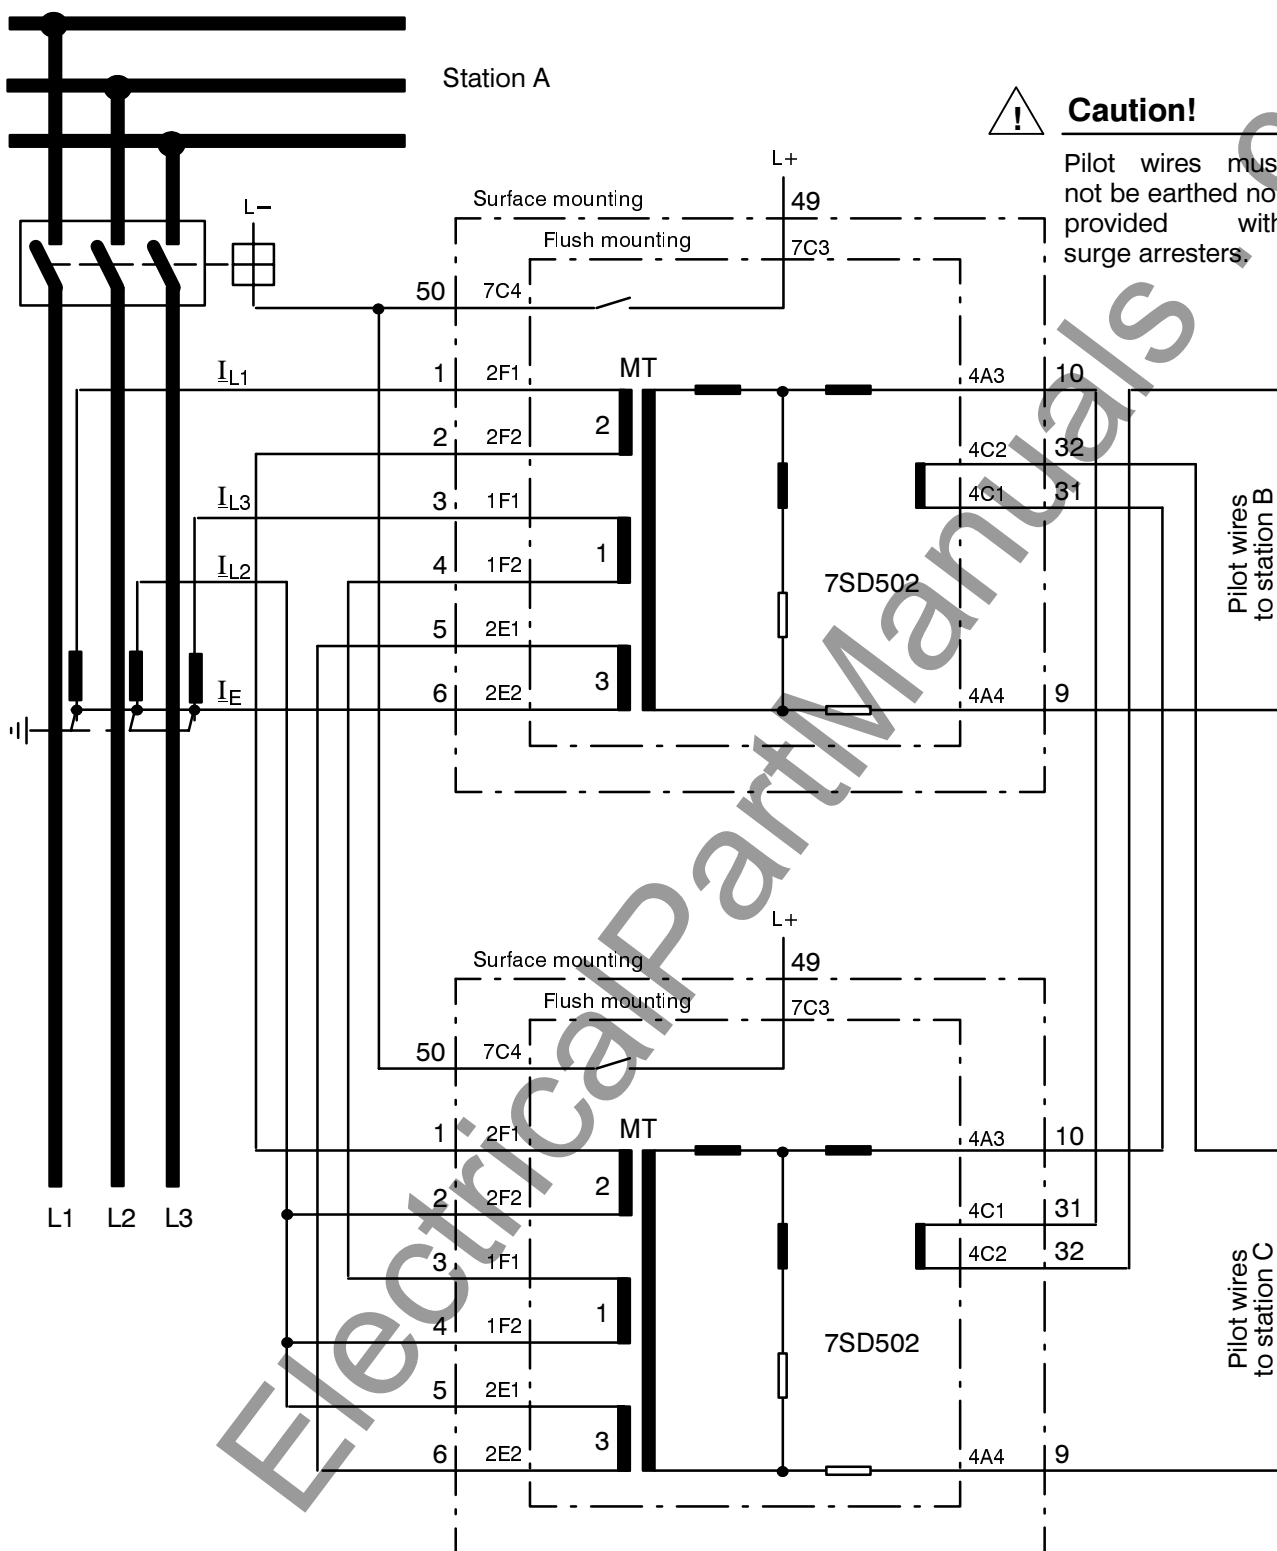 Station A
Caution!
!
Pilot wires mus
not be earthed no
provided with
surge arresters.
L+
Surface mounting
49
L−
Flush mounting
7C3
50 7C4
I̲L1
1 2F1
MT
4A3 10
2 2F2
2
4C2 32
I̲L3
3 1F1
4C1 31
4 1F2
1
I̲L2
7SD502
Pilot wires
to station B
5 2E1
I̲E
6 2E2
3
4A4 9
L+
Surface mounting
49
Flush mounting
7C3
50 7C4
1 2F1
MT
4A3 10
2 2F2
2
4C1 31
L1 L2 L3
3 1F1
4C2 32
4 1F2
1
7SD502
Pilot wires
to station C
5 2E1
6 2E2
3
4A4 9
ElectricalPartManuals . c